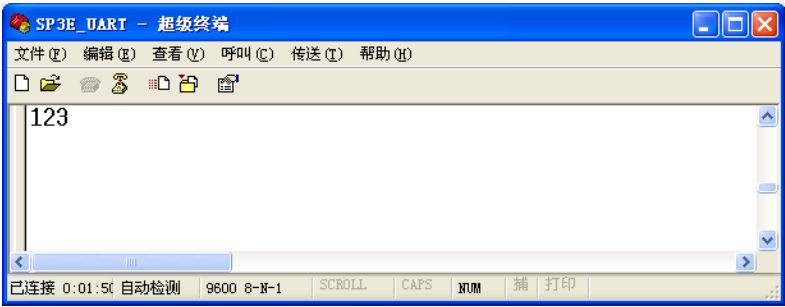 SP3E_UART - 超级终端
文件(F) 编辑(E) 查看(V) 呼叫(C) 传送(T) 帮助(H)
123
已连接 0:01:50 自动检测 9600 8-N-1 SCROLL CAPS NUM 捕 打印